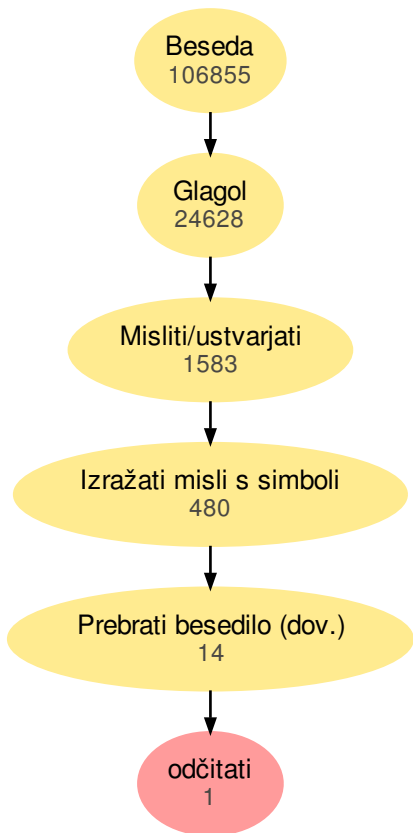 Beseda
106855
Glagol
24628
Misliti/ustvarjati
1583
Izražati misli s simboli
480
Prebrati besedilo (dov.)
14
odčitati
1